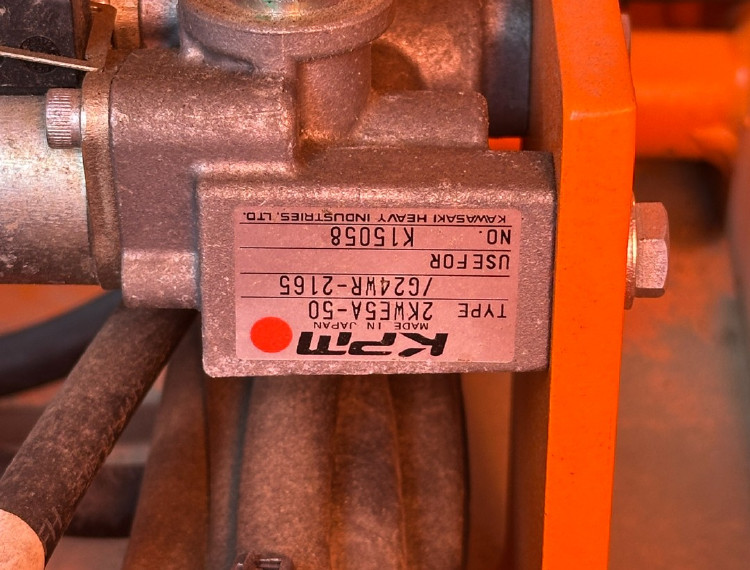 KPM
MADE IN JAPAN
TYPE 2KWE5A-50
/G24WR-2165
USE FOR
NO. K15058
KAWASAKI HEAVY INDUSTRIES, LTD.